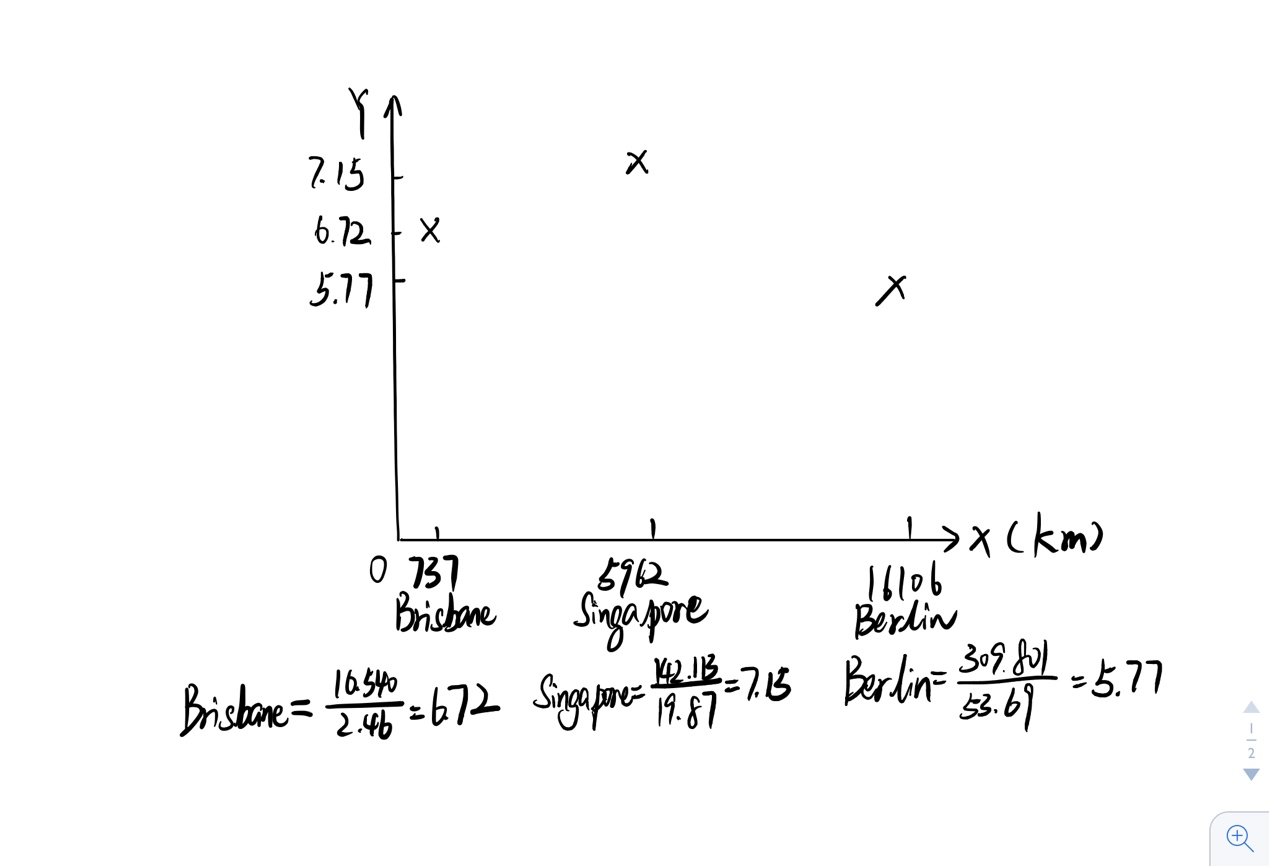 Y
7.15
6.72
5.77
0 737 5962 16106 X (km)
Brisbane Singapore Berlin
Brisbane = 16.540 / 2.46 = 6.72 Singapore = 142.113 / 19.87 = 7.15 Berlin = 309.801 / 53.69 = 5.77
1
2